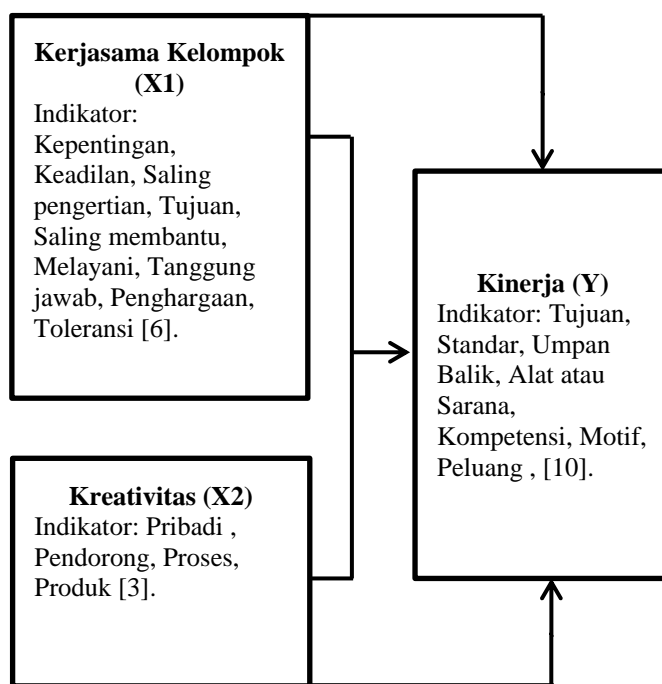 Kerjasama Kelompok
(X1)
Indikator:
Kepentingan,
Keadilan, Saling
pengertian, Tujuan,
Saling membantu,
Melayani, Tanggung
jawab, Penghargaan,
Toleransi [6].
Kinerja (Y)
Indikator: Tujuan,
Standar, Umpan
Balik, Alat atau
Sarana,
Kompetensi, Motif,
Peluang , [10].
Kreativitas (X2)
Indikator: Pribadi ,
Pendorong, Proses,
Produk [3].